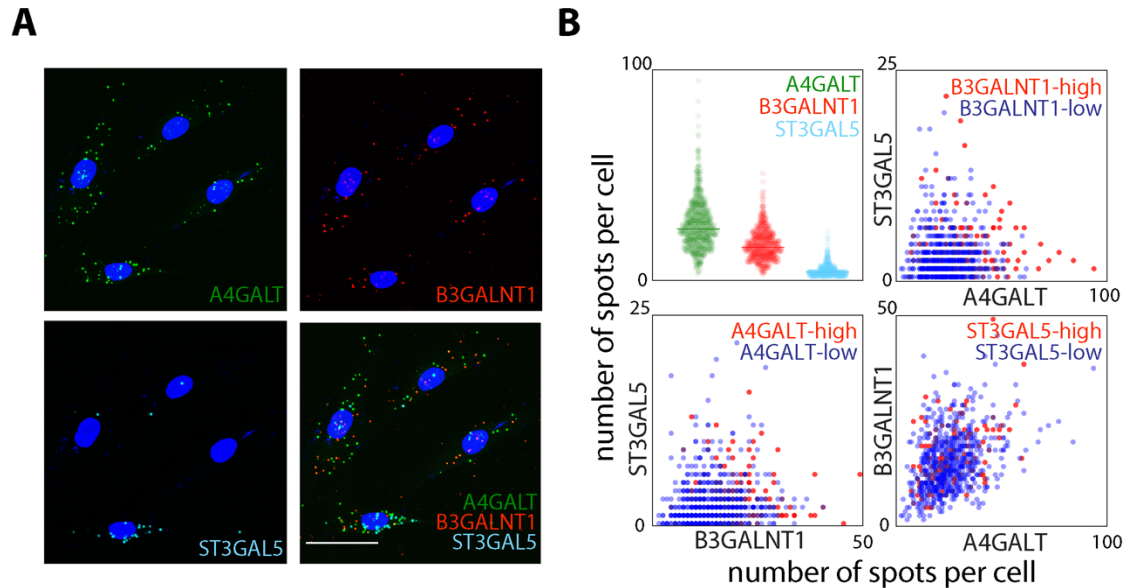 A
A4GALT
B3GALNT1
ST3GAL5
A4GALT
B3GALNT1
ST3GAL5
B
number of spots per cell
100
A4GALT
B3GALNT1
ST3GAL5
0
25
B3GALNT1-high
B3GALNT1-low
ST3GAL5
0
A4GALT
100
25
A4GALT-high
A4GALT-low
ST3GAL5
0
B3GALNT1
50
50
ST3GAL5-high
ST3GAL5-low
B3GALNT1
0
A4GALT
100
number of spots per cell